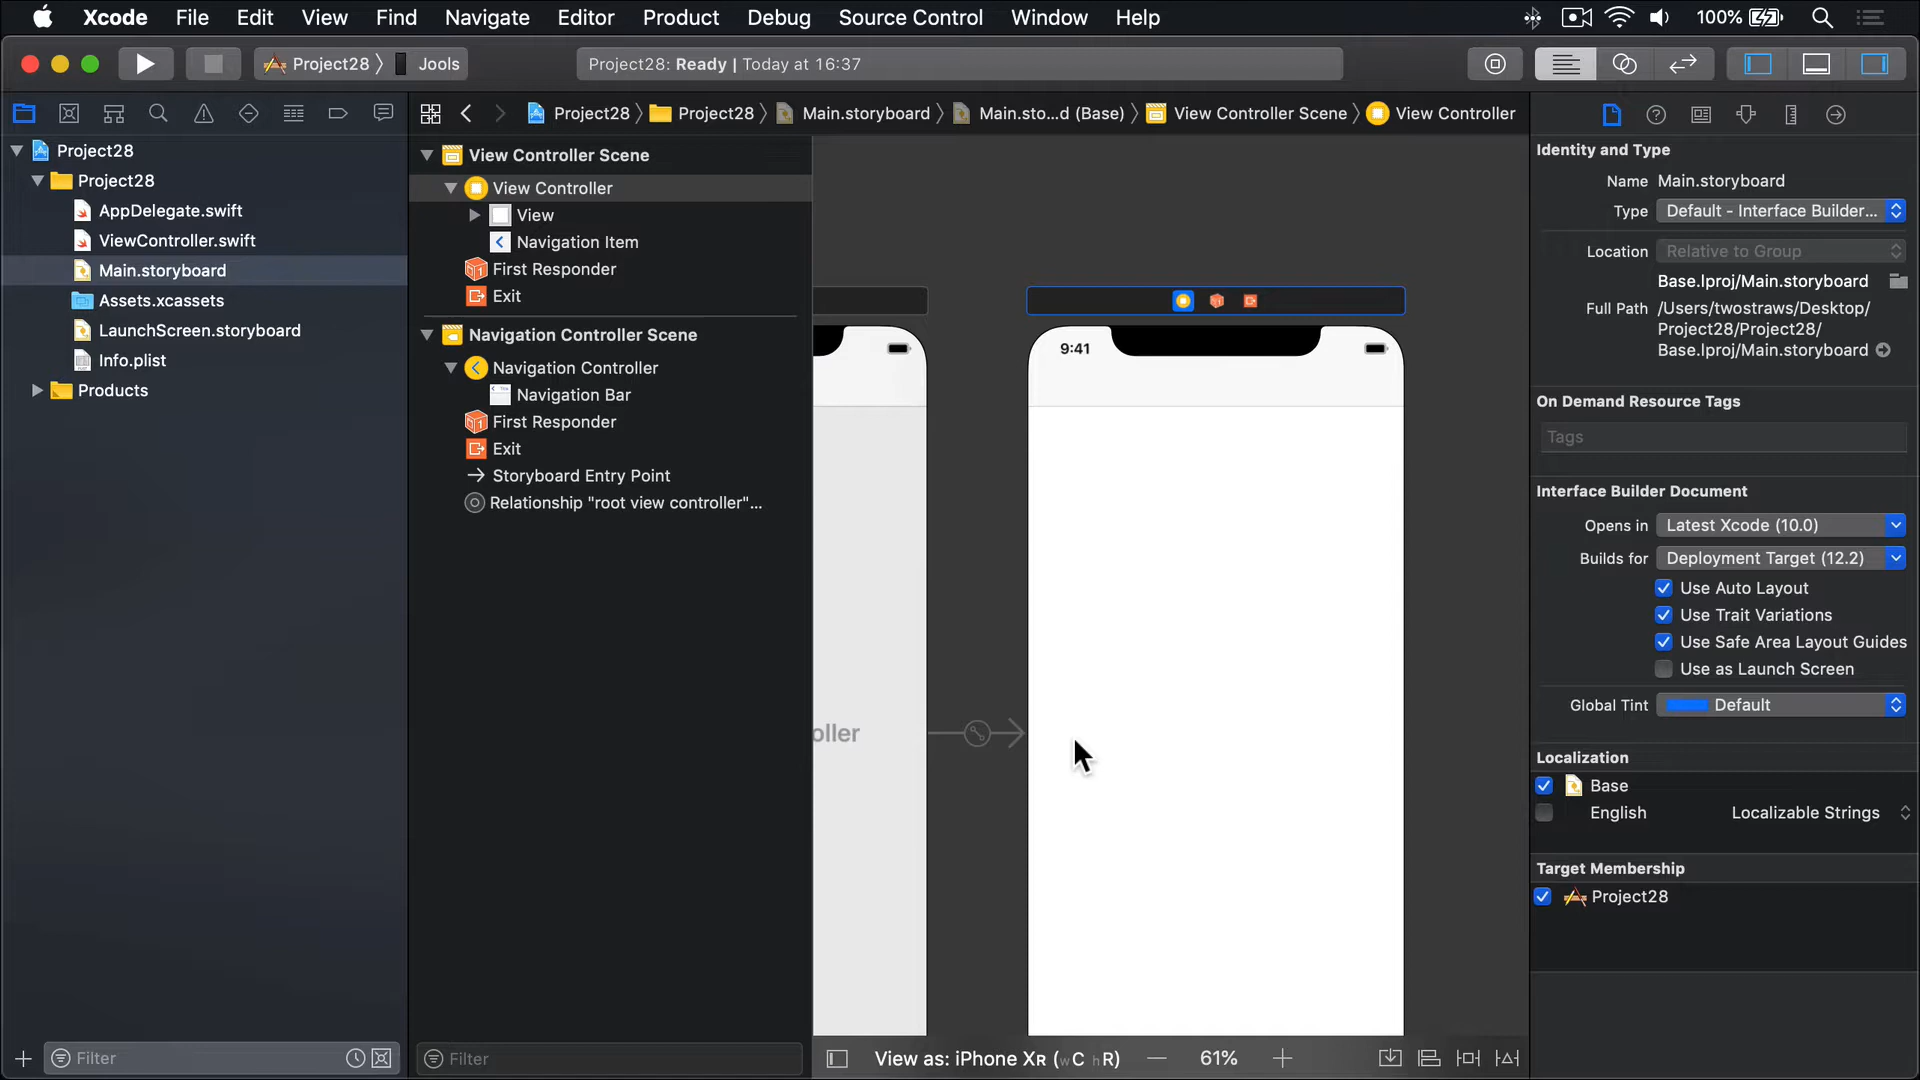 Xcode File Edit View Find Navigate Editor Product Debug Source Control Window Help 100%
Project28 Jools
Project28: Ready | Today at 16:37
Project28 Project28 Main.storyboard Main.sto...d (Base) View Controller Scene View Controller
Project28
Project28
AppDelegate.swift
ViewController.swift
Main.storyboard
Assets.xcassets
LaunchScreen.storyboard
Info.plist
Products
Filter
View Controller Scene
View Controller
View
Navigation Item
First Responder
Exit
Navigation Controller Scene
Navigation Controller
Navigation Bar
First Responder
Exit
Storyboard Entry Point
Relationship "root view controller"...
Filter
9:41
oller
View as: iPhone XR (wC hR) 61%
Identity and Type
Name Main.storyboard
Type Default - Interface Builder...
Location Relative to Group
Base.lproj/Main.storyboard
Full Path /Users/twostraws/Desktop/
Project28/Project28/
Base.lproj/Main.storyboard
On Demand Resource Tags
Tags
Interface Builder Document
Opens in Latest Xcode (10.0)
Builds for Deployment Target (12.2)
Use Auto Layout
Use Trait Variations
Use Safe Area Layout Guides
Use as Launch Screen
Global Tint Default
Localization
Base
English Localizable Strings
Target Membership
Project28